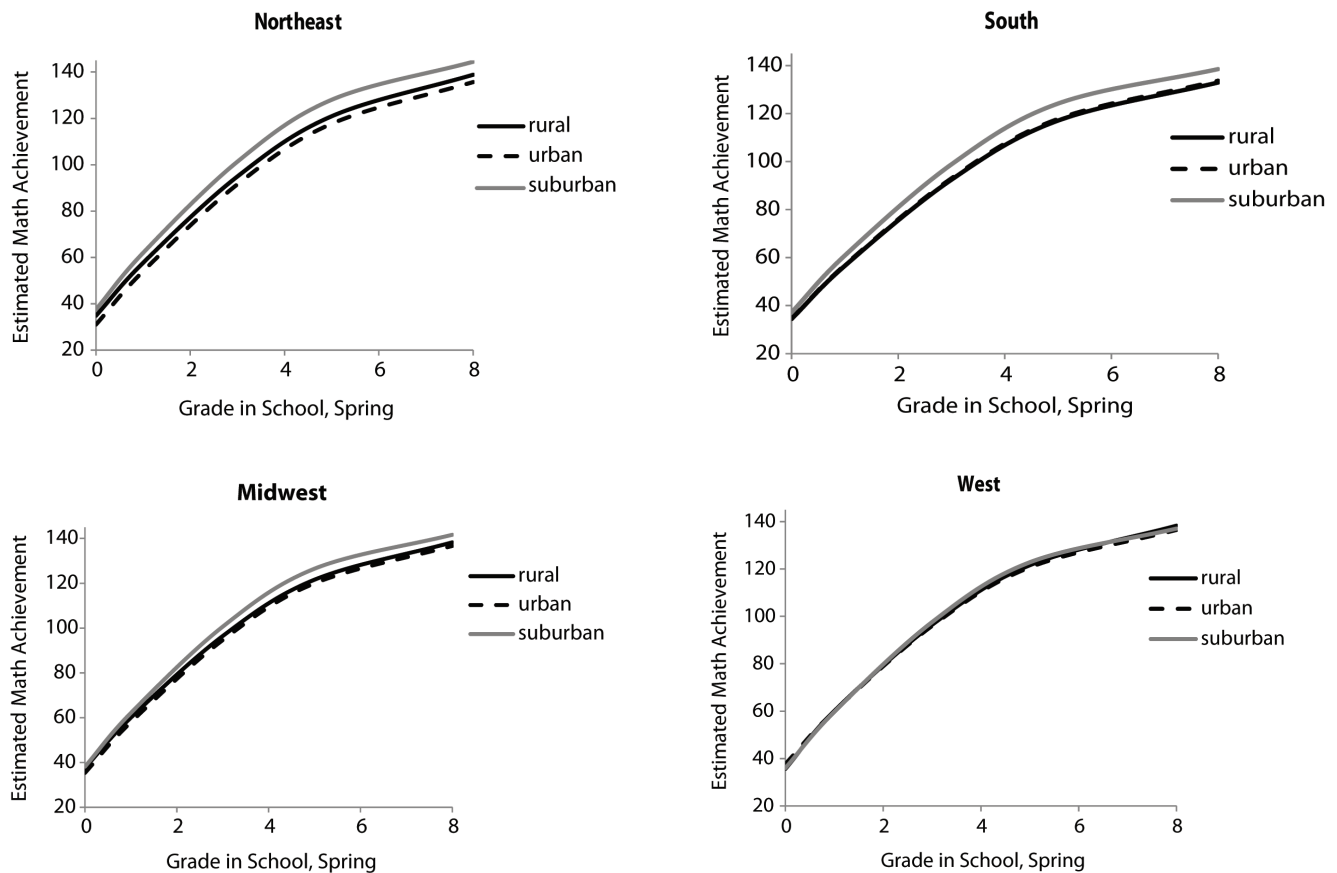 Northeast
Estimated Math Achievement
140
120
100
80
60
40
20
0 2 4 6 8
Grade in School, Spring
rural
urban
suburban
South
Estimated Math Achievement
140
120
100
80
60
40
20
0 2 4 6 8
Grade in School, Spring
rural
urban
suburban
Midwest
Estimated Math Achievement
140
120
100
80
60
40
20
0 2 4 6 8
Grade in School, Spring
rural
urban
suburban
West
Estimated Math Achievement
140
120
100
80
60
40
20
0 2 4 6 8
Grade in School, Spring
rural
urban
suburban